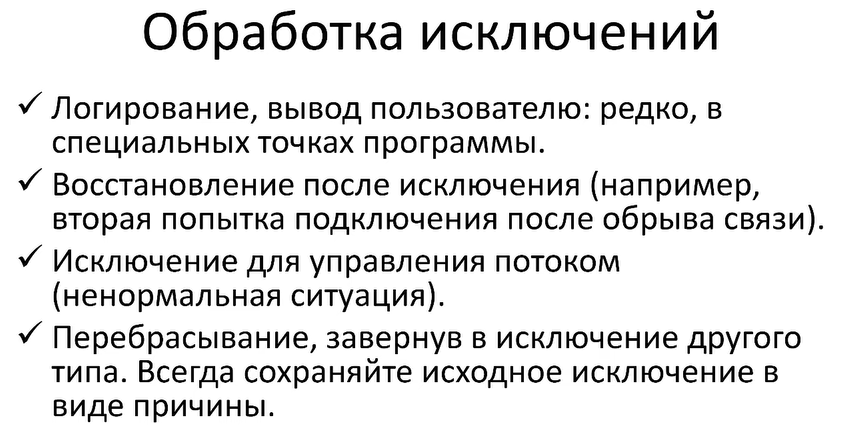 Обработка исключений
✓ Логирование, вывод пользователю: редко, в
специальных точках программы.
✓ Восстановление после исключения (например,
вторая попытка подключения после обрыва связи).
✓ Исключение для управления потоком
(ненормальная ситуация).
✓ Перебрасывание, завернув в исключение другого
типа. Всегда сохраняйте исходное исключение в
виде причины.